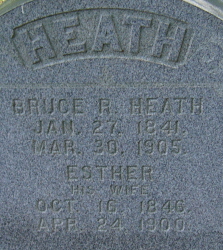 HEATH
BRUCE R. HEATH
JAN. 27. 1841.
MAR. 30. 1905.
ESTHER
HIS WIFE
OCT. 16. 1846.
APR. 24. 1900.